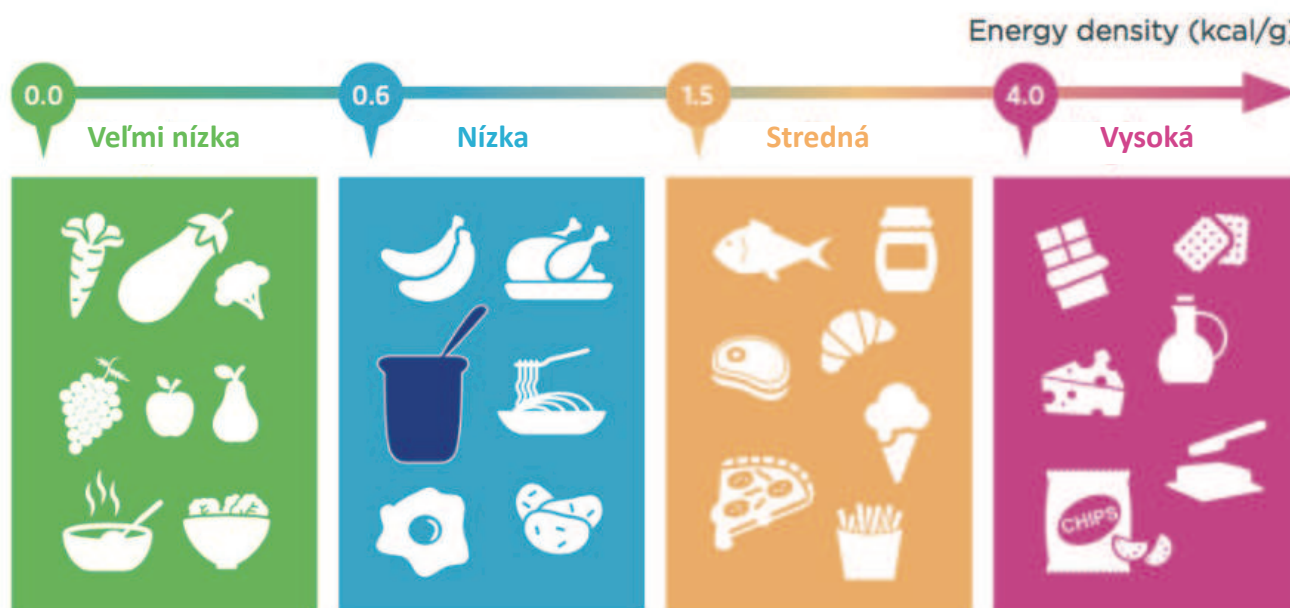 Energy density (kcal/g)
0.0
0.6
1.5
4.0
Veľmi nízka
Nízka
Stredná
Vysoká
CHIPS